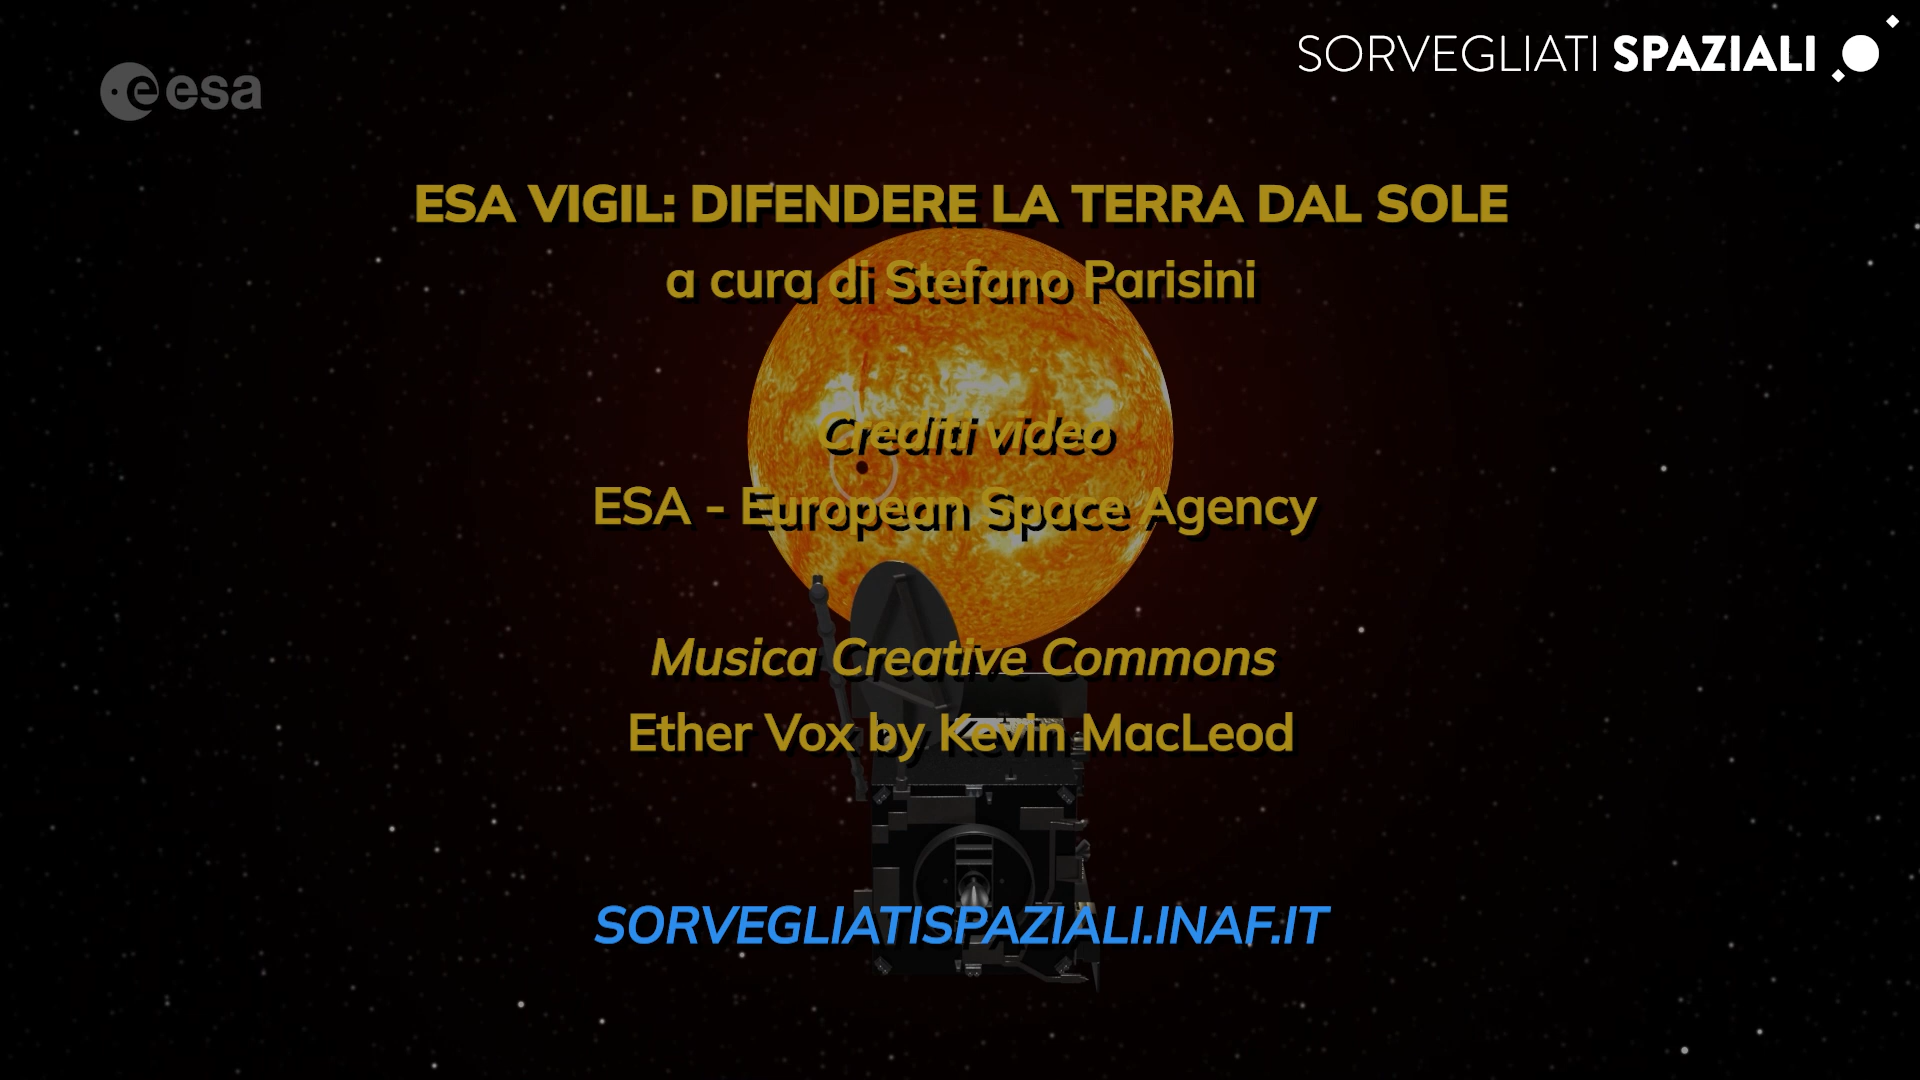 esa
SORVEGLIATI SPAZIALI
ESA VIGIL: DIFENDERE LA TERRA DAL SOLE
a cura di Stefano Parisini
Crediti video
ESA - European Space Agency
Musica Creative Commons
Ether Vox by Kevin MacLeod
SORVEGLIATISPAZIALI.INAF.IT